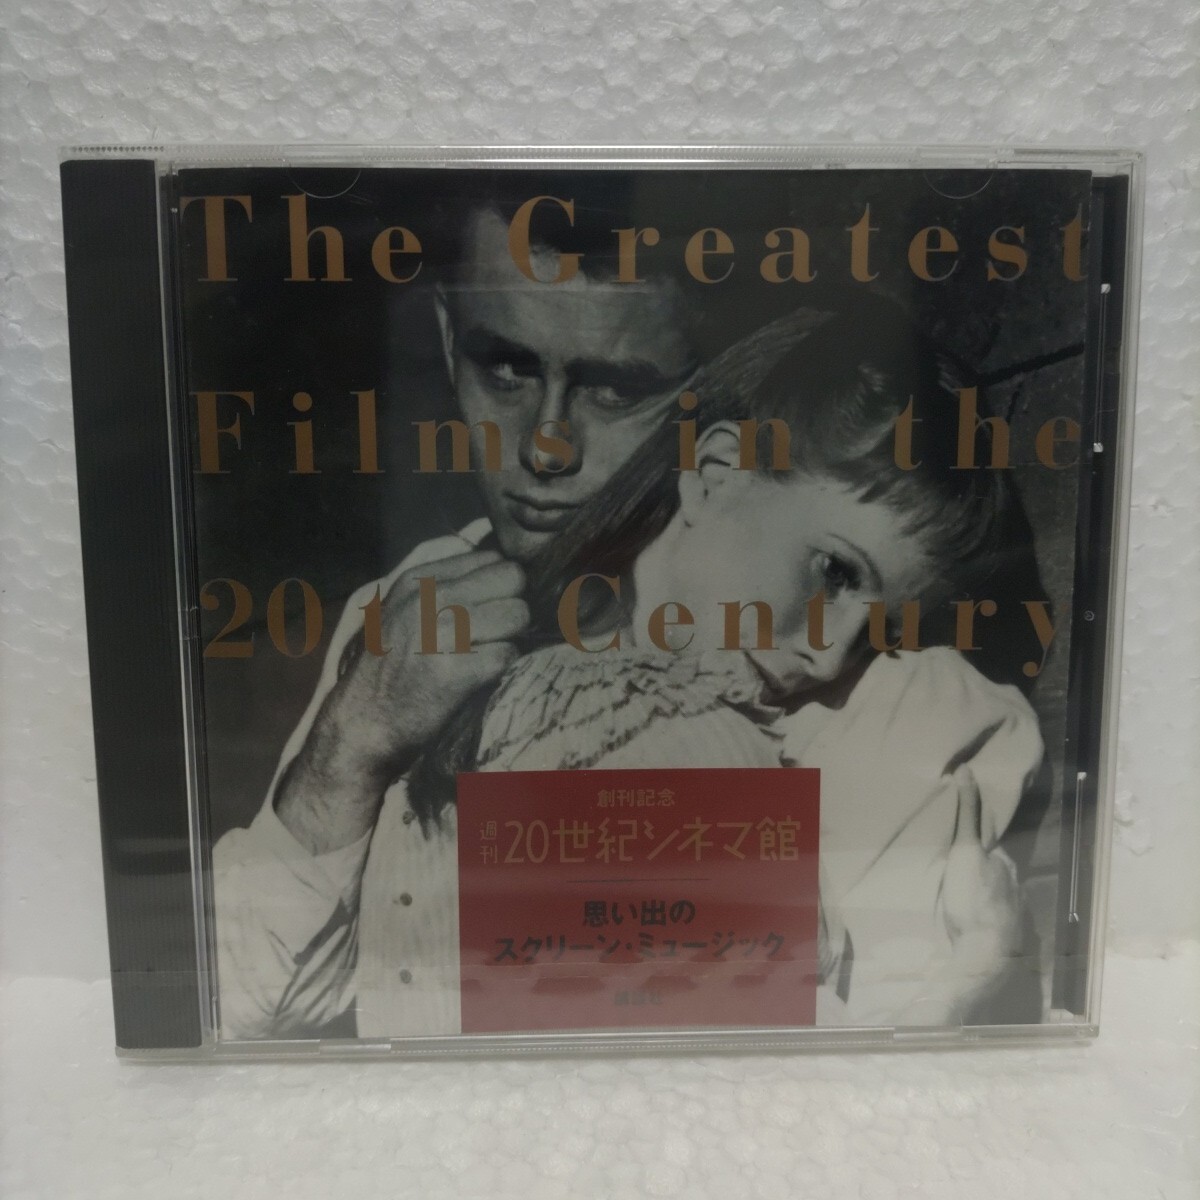 The Greatest
Films in the
20th Century
創刊記念
週刊 20世紀シネマ館
思い出の
スクリーン・ミュージック
講談社